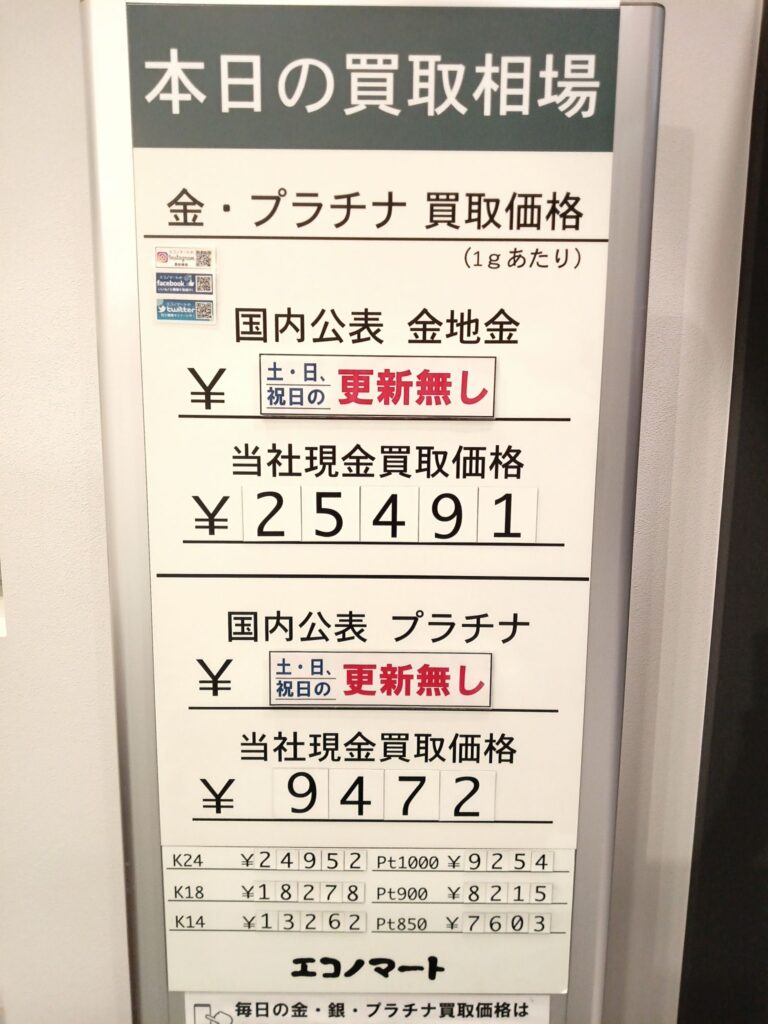 本日の買取相場
金・プラチナ 買取価格
(1gあたり)
Instagram
facebook
twitter
国内公表 金地金
¥ 土・日、祝日の 更新無し
当社現金買取価格
¥25491
国内公表 プラチナ
¥ 土・日、祝日の 更新無し
当社現金買取価格
¥9472
K24 ¥24952 Pt1000 ¥9254
K18 ¥18278 Pt900 ¥8215
K14 ¥13262 Pt850 ¥7603
エコノマート
毎日の金・銀・プラチナ買取価格は